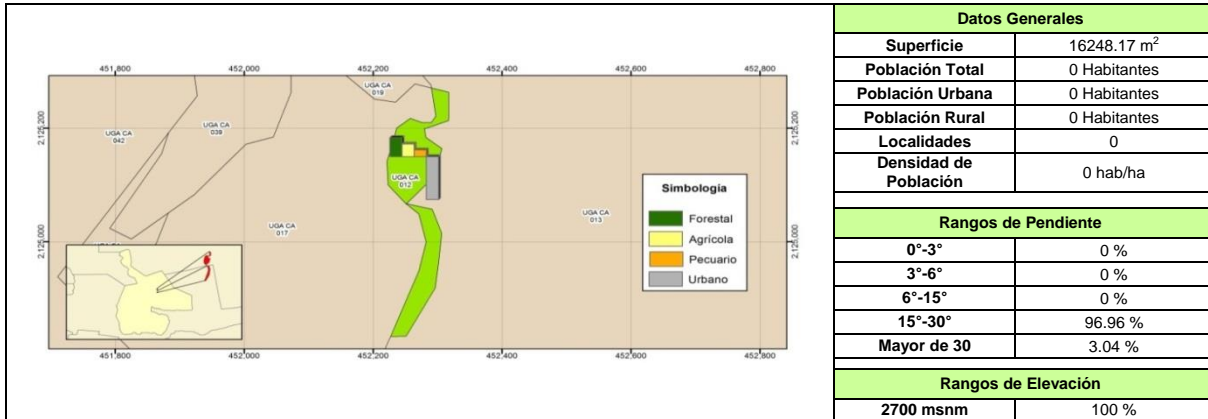 451,800 452,000 452,200 452,400 452,600 452,800
2,125,200 2,125,200
2,125,000 2,125,000
UGA CA
019
UGA CA
039
UGA CA
042
UGA CA
012
UGA CA
013
UGA CA
017
UGA CA
Simbología
Forestal
Agrícola
Pecuario
Urbano
451,800 452,000 452,200 452,400 452,600 452,800
Datos Generales
Superficie 16248.17 m²
Población Total 0 Habitantes
Población Urbana 0 Habitantes
Población Rural 0 Habitantes
Localidades 0
Densidad de
Población 0 hab/ha
Rangos de Pendiente
0°-3° 0 %
3°-6° 0 %
6°-15° 0 %
15°-30° 96.96 %
Mayor de 30 3.04 %
Rangos de Elevación
2700 msnm 100 %